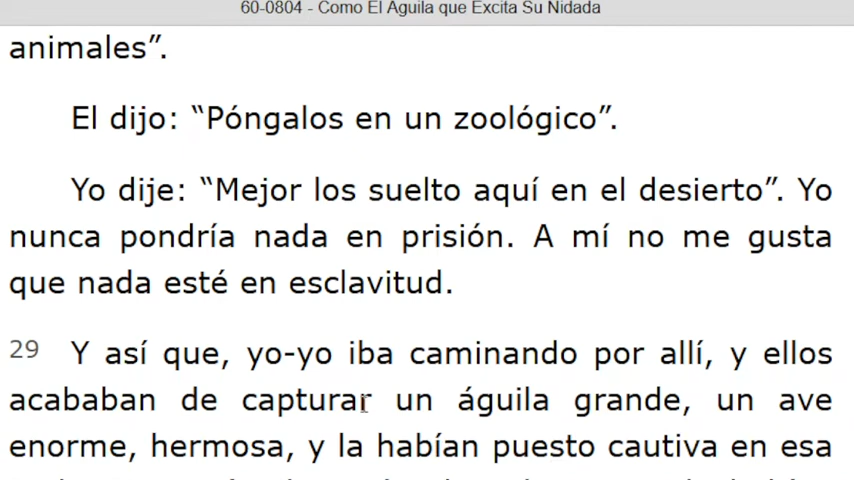 60-0804 - Como El Aguila que Excita Su Nidada
animales”.
El dijo: “Póngalos en un zoológico”.
Yo dije: “Mejor los suelto aquí en el desierto”. Yo
nunca pondría nada en prisión. A mí no me gusta
que nada esté en esclavitud.
29 Y así que, yo-yo iba caminando por allí, y ellos
acababan de capturar un águila grande, un ave
enorme, hermosa, y la habían puesto cautiva en esa